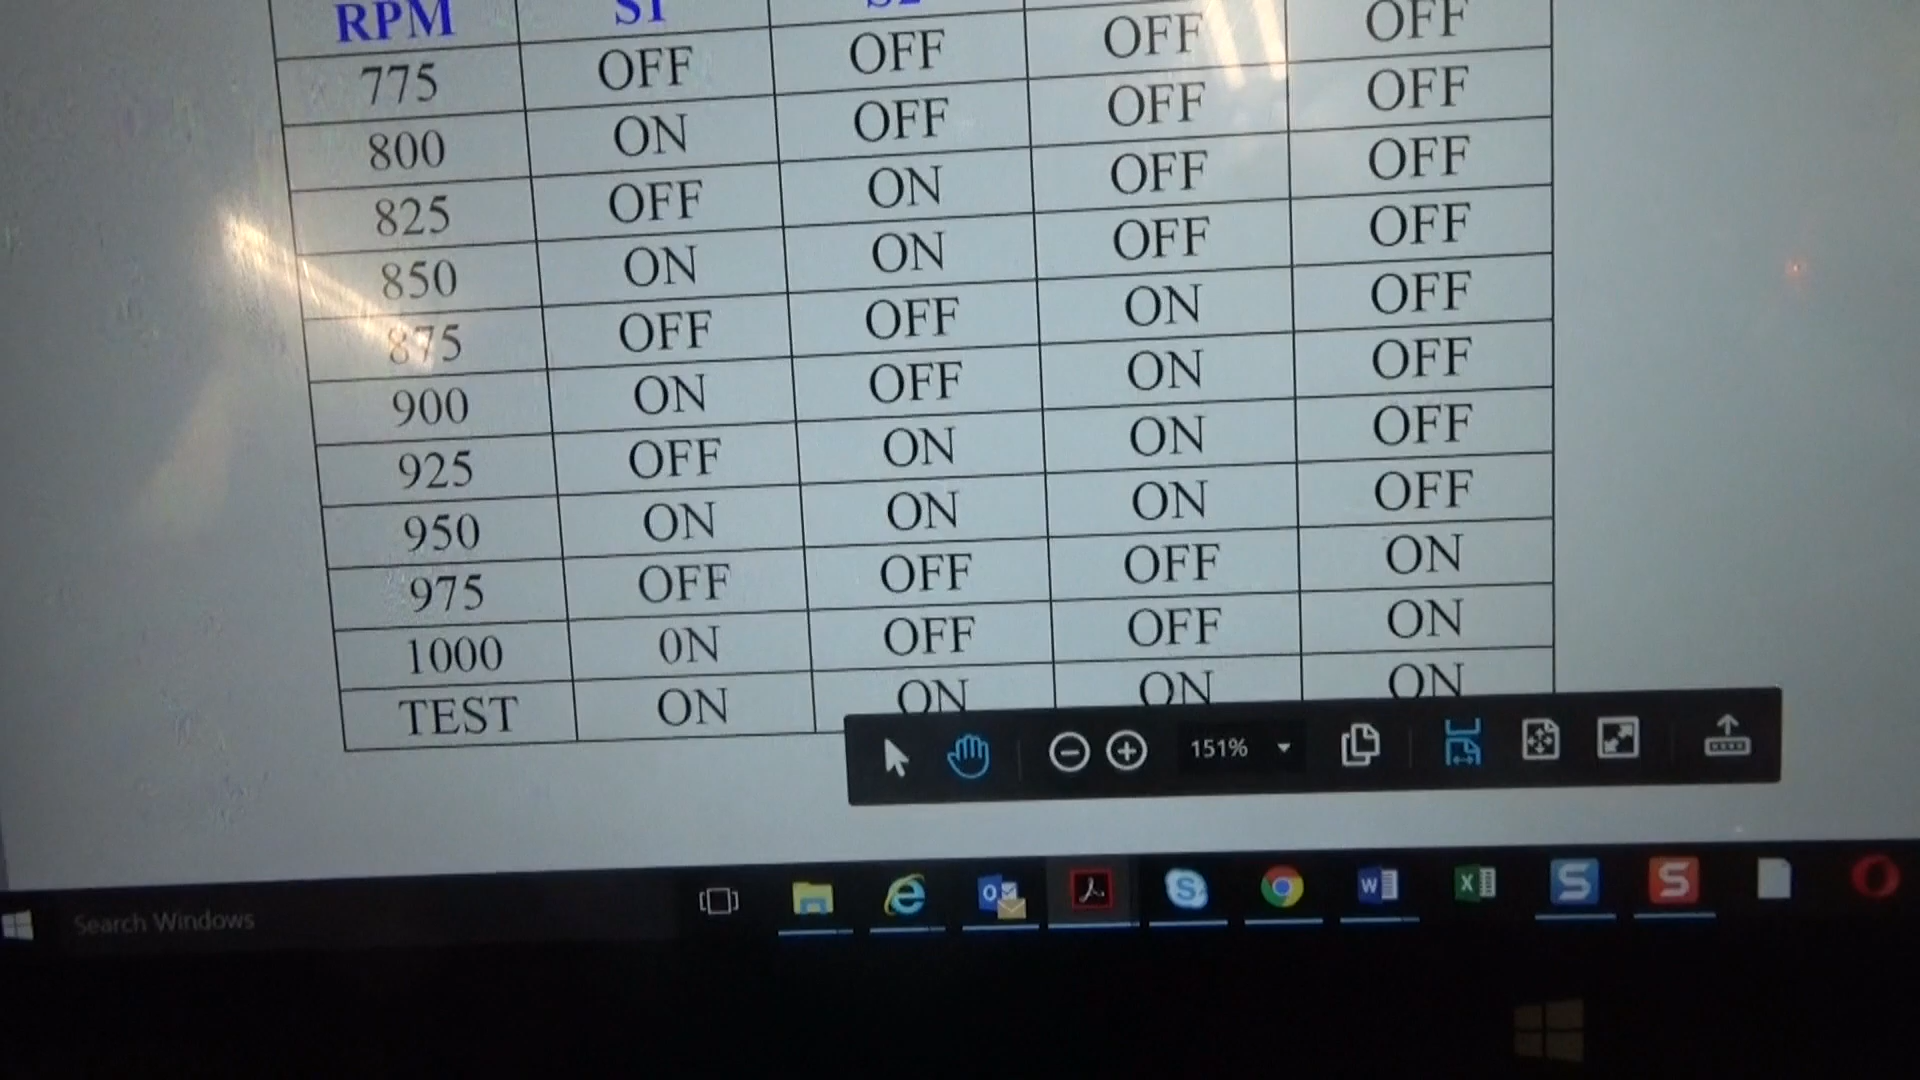 RPM S1 S2
775 OFF OFF OFF OFF
800 ON OFF OFF OFF
825 OFF ON OFF OFF
850 ON ON OFF OFF
875 OFF OFF ON OFF
900 ON OFF ON OFF
925 OFF ON ON OFF
950 ON ON ON OFF
975 OFF OFF OFF ON
1000 0N OFF OFF ON
TEST ON ON ON ON
151%
Search Windows